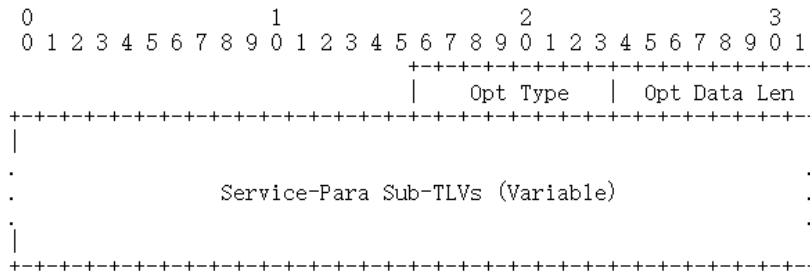 0                   1                   2                   3
0 1 2 3 4 5 6 7 8 9 0 1 2 3 4 5 6 7 8 9 0 1 2 3 4 5 6 7 8 9 0 1
+-+-+-+-+-+-+-+-+-+-+-+-+-+-+-+-
| Opt Type | Opt Data Len
+-+-+-+-+-+-+-+-+-+-+-+-+-+-+-+-+-+-+-+-+-+-+-+-+-+-+-+-+-+-+-+-
|
. .
. Service-Para Sub-TLVs (Variable) .
. .
|
+-+-+-+-+-+-+-+-+-+-+-+-+-+-+-+-+-+-+-+-+-+-+-+-+-+-+-+-+-+-+-+-